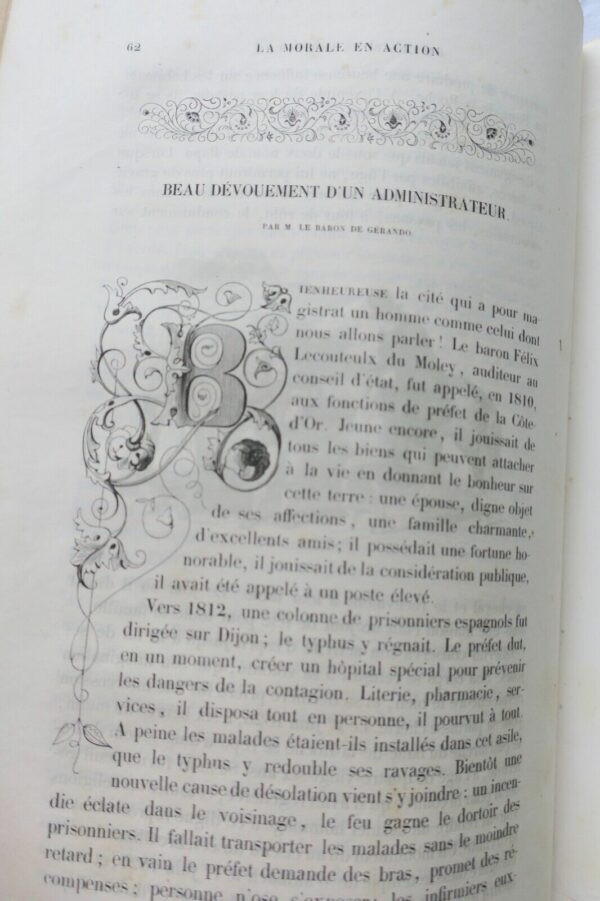 62 LA MORALE EN ACTION
BEAU DÉVOUEMENT D'UN ADMINISTRATEUR.
PAR M. LE BARON DE GERANDO.
BIENHEUREUSE la cité qui a pour ma-
gistrat un homme comme celui dont
nous allons parler! Le baron Félix
Lecouteulx du Moley, auditeur au
conseil d'état, fut appelé, en 1810,
aux fonctions de préfet de la Côte-
d'Or. Jeune encore, il jouissait de
tous les biens qui peuvent attacher
à la vie en donnant le bonheur sur
cette terre: une épouse, digne objet
de ses affections, une famille charmante,
d'excellents amis; il possédait une fortune ho-
norable, il jouissait de la considération publique,
il avait été appelé à un poste élevé.
Vers 1812, une colonne de prisonniers espagnols fut
dirigée sur Dijon; le typhus y régnait. Le préfet dut,
en un moment, créer un hôpital spécial pour prévenir
les dangers de la contagion. Literie, pharmacie, ser-
vices, il disposa tout en personne, il pourvut à tout.
A peine les malades étaient-ils installés dans cet asile,
que le typhus y redouble ses ravages. Bientôt une
nouvelle cause de désolation vient s'y joindre: un incen-
die éclate dans le voisinage, le feu gagne le dortoir des
prisonniers. Il fallait transporter les malades sans le moindre
retard; en vain le préfet demande des bras, promet des ré-
compenses; personne n'ose s'exposer; les infirmiers eux-